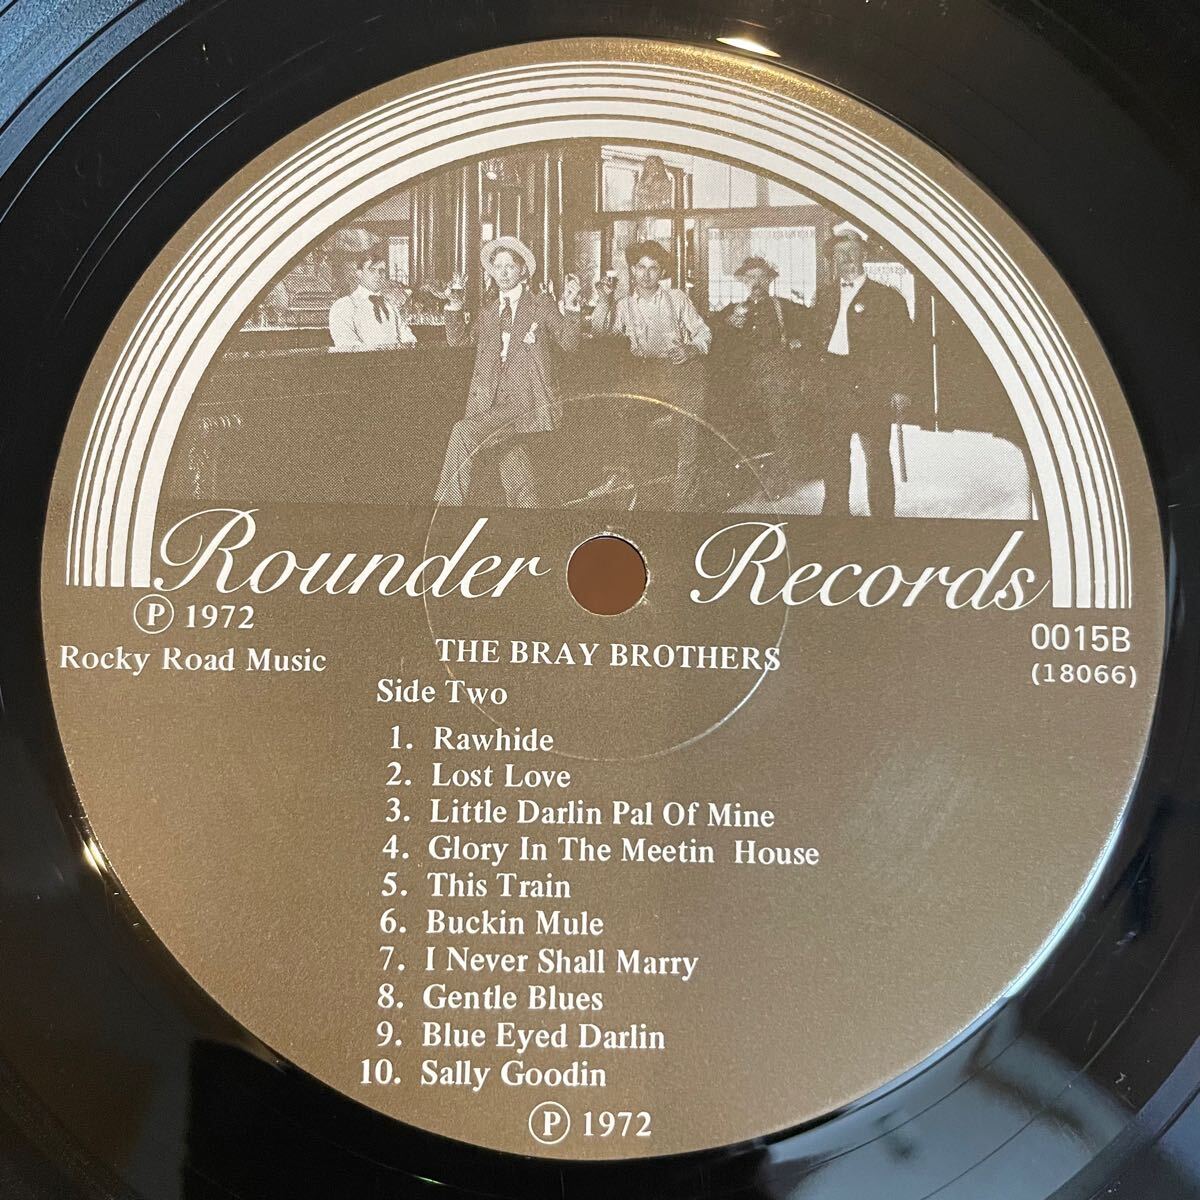 Rounder Records
Ⓟ 1972
0015B
Rocky Road Music
THE BRAY BROTHERS
(18066)
Side Two
1. Rawhide
2. Lost Love
3. Little Darlin Pal Of Mine
4. Glory In The Meetin House
5. This Train
6. Buckin Mule
7. I Never Shall Marry
8. Gentle Blues
9. Blue Eyed Darlin
10. Sally Goodin
Ⓟ 1972